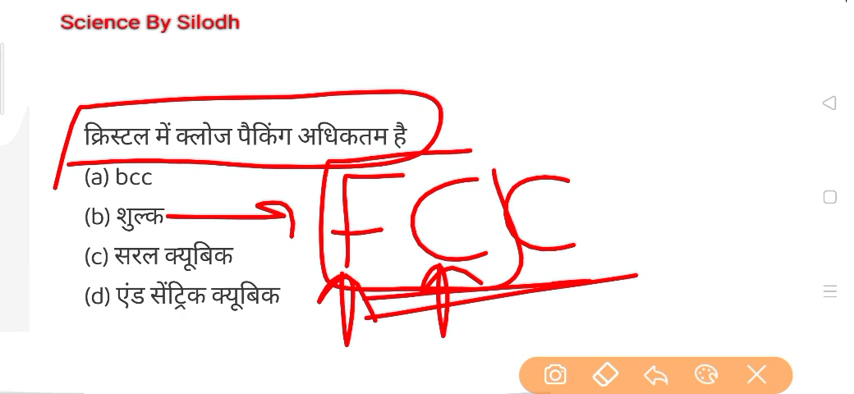 Science By Silodh
क्रिस्टल में क्लोज पैकिंग अधिकतम है
(a) bcc
(b) शुल्क
FCC
(c) सरल क्यूबिक
(d) एंड सेंट्रिक क्यूबिक